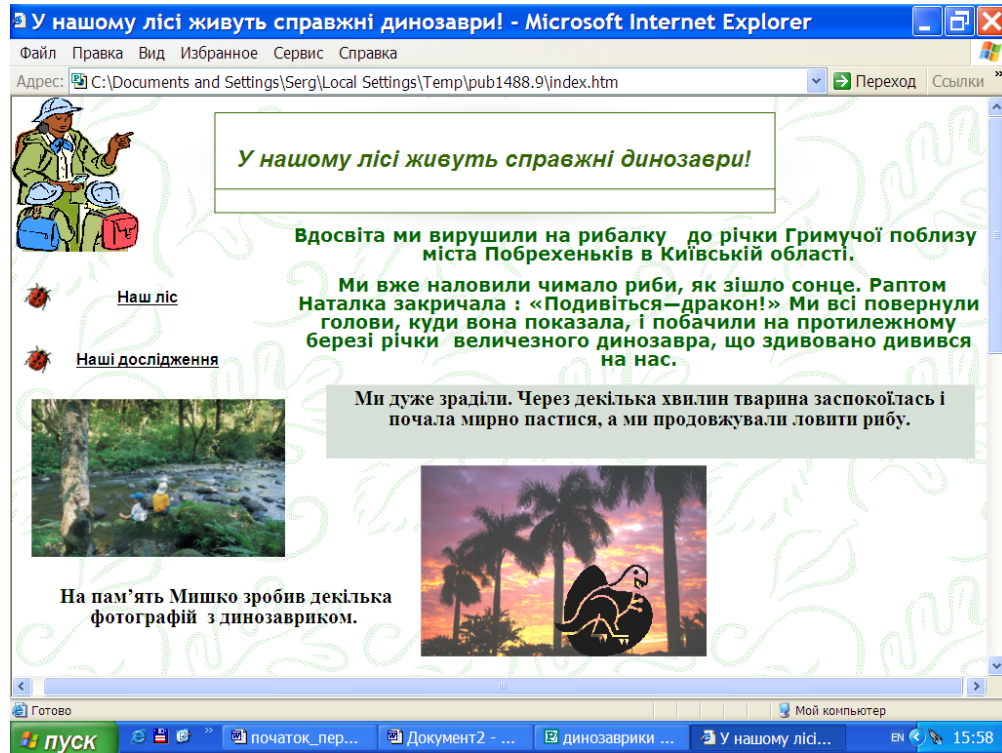 У нашому лісі живуть справжні динозаври! - Microsoft Internet Explorer
Файл Правка Вид Избранное Сервис Справка
Адрес: C:\Documents and Settings\Serg\Local Settings\Temp\pub1488.9\index.htm Переход Ссылки »
У нашому лісі живуть справжні динозаври!
Вдосвіта ми вирушили на рибалку до річки Гримучої поблизу
міста Побрехеньків в Київській області.
Ми вже наловили чимало риби, як зішло сонце. Раптом
Наталка закричала : «Подивіться—дракон!» Ми всі повернули
голови, куди вона показала, і побачили на протилежному
березі річки величезного динозавра, що здивовано дивився
на нас.
Наш ліс
Наші дослідження
Ми дуже зраділи. Через декілька хвилин тварина заспокоїлась і
почала мирно пастися, а ми продовжували ловити рибу.
На пам’ять Мишко зробив декілька
фотографій з динозавриком.
Готово Мой компьютер
пуск » початок_пер... Документ2 - ... динозаврики ... У нашому лісі... EN 15:58